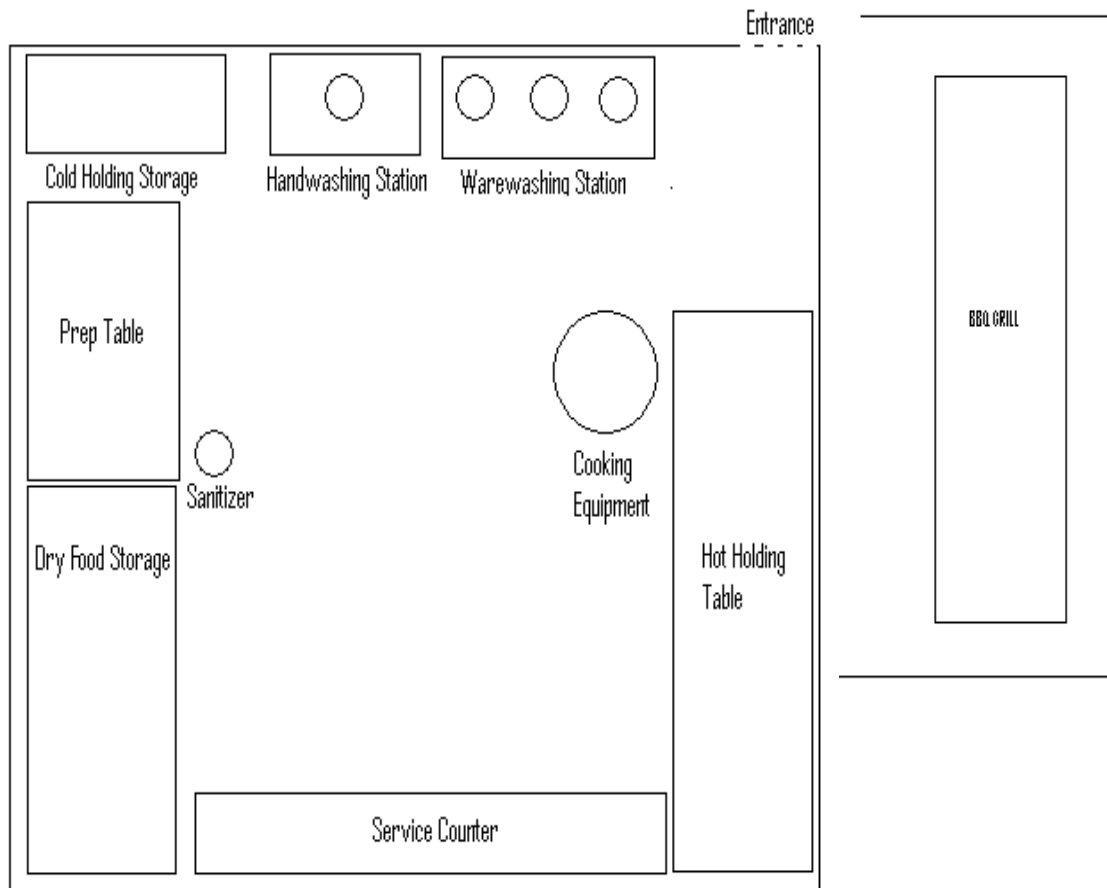 Entrance
Cold Holding Storage
Handwashing Station
Warewashing Station
Prep Table
BBQ GRILL
Sanitizer
Cooking
Equipment
Dry Food Storage
Hot Holding
Table
Service Counter